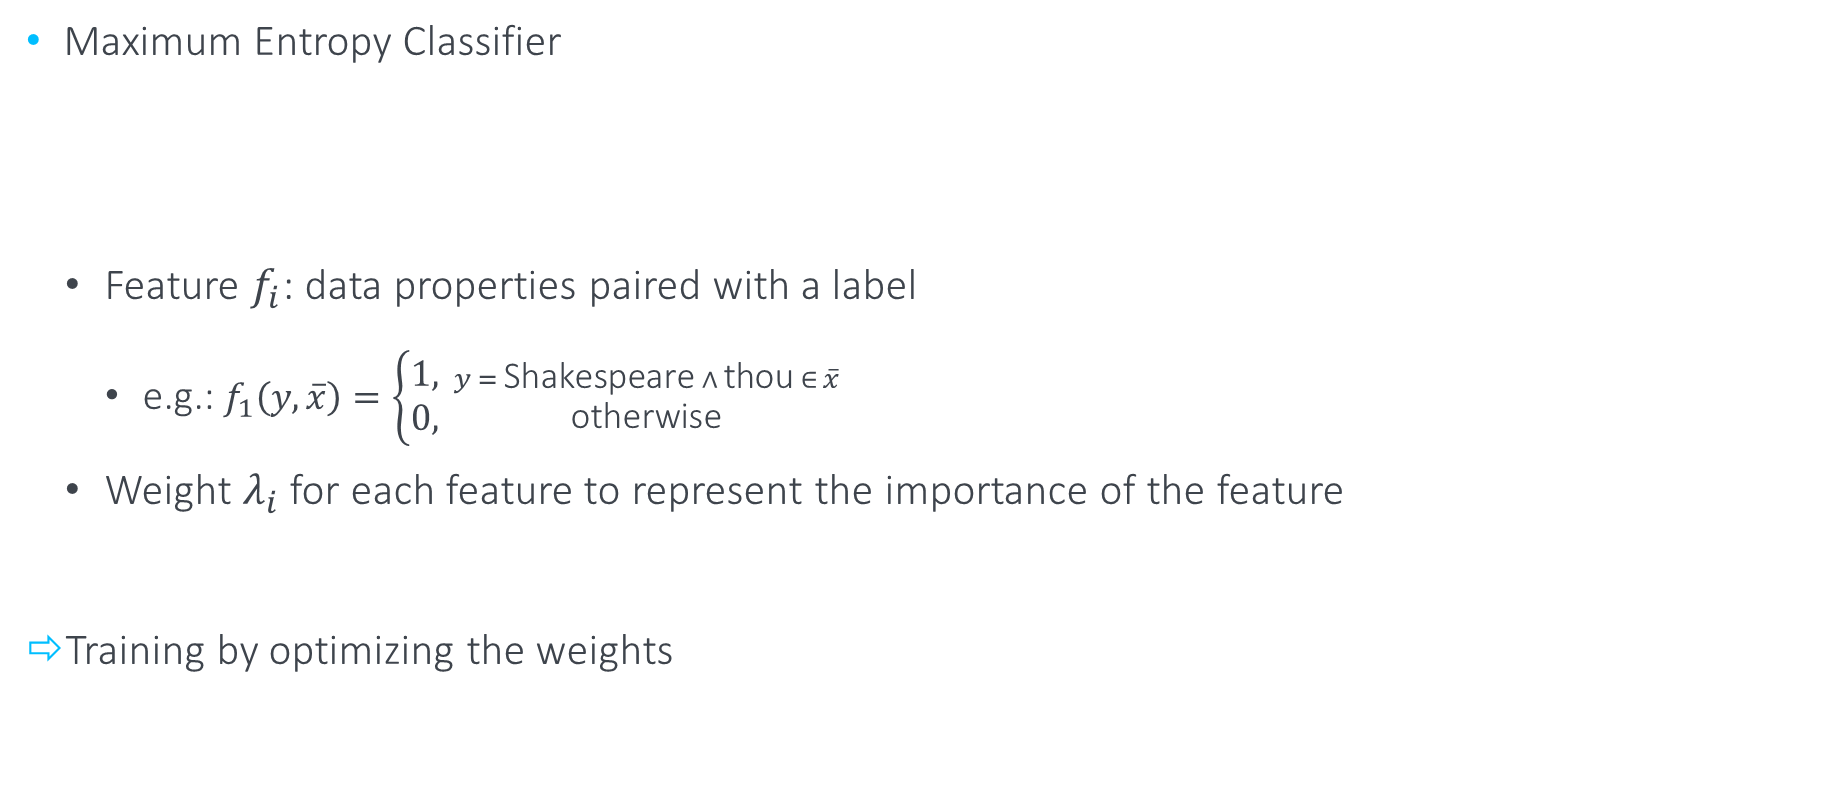 • Maximum Entropy Classifier
• Feature fᵢ: data properties paired with a label
• e.g.: f₁(y, x̄) = {1, y = Shakespeare ∧ thou ∈ x̄
0, otherwise
• Weight λᵢ for each feature to represent the importance of the feature
⇨ Training by optimizing the weights